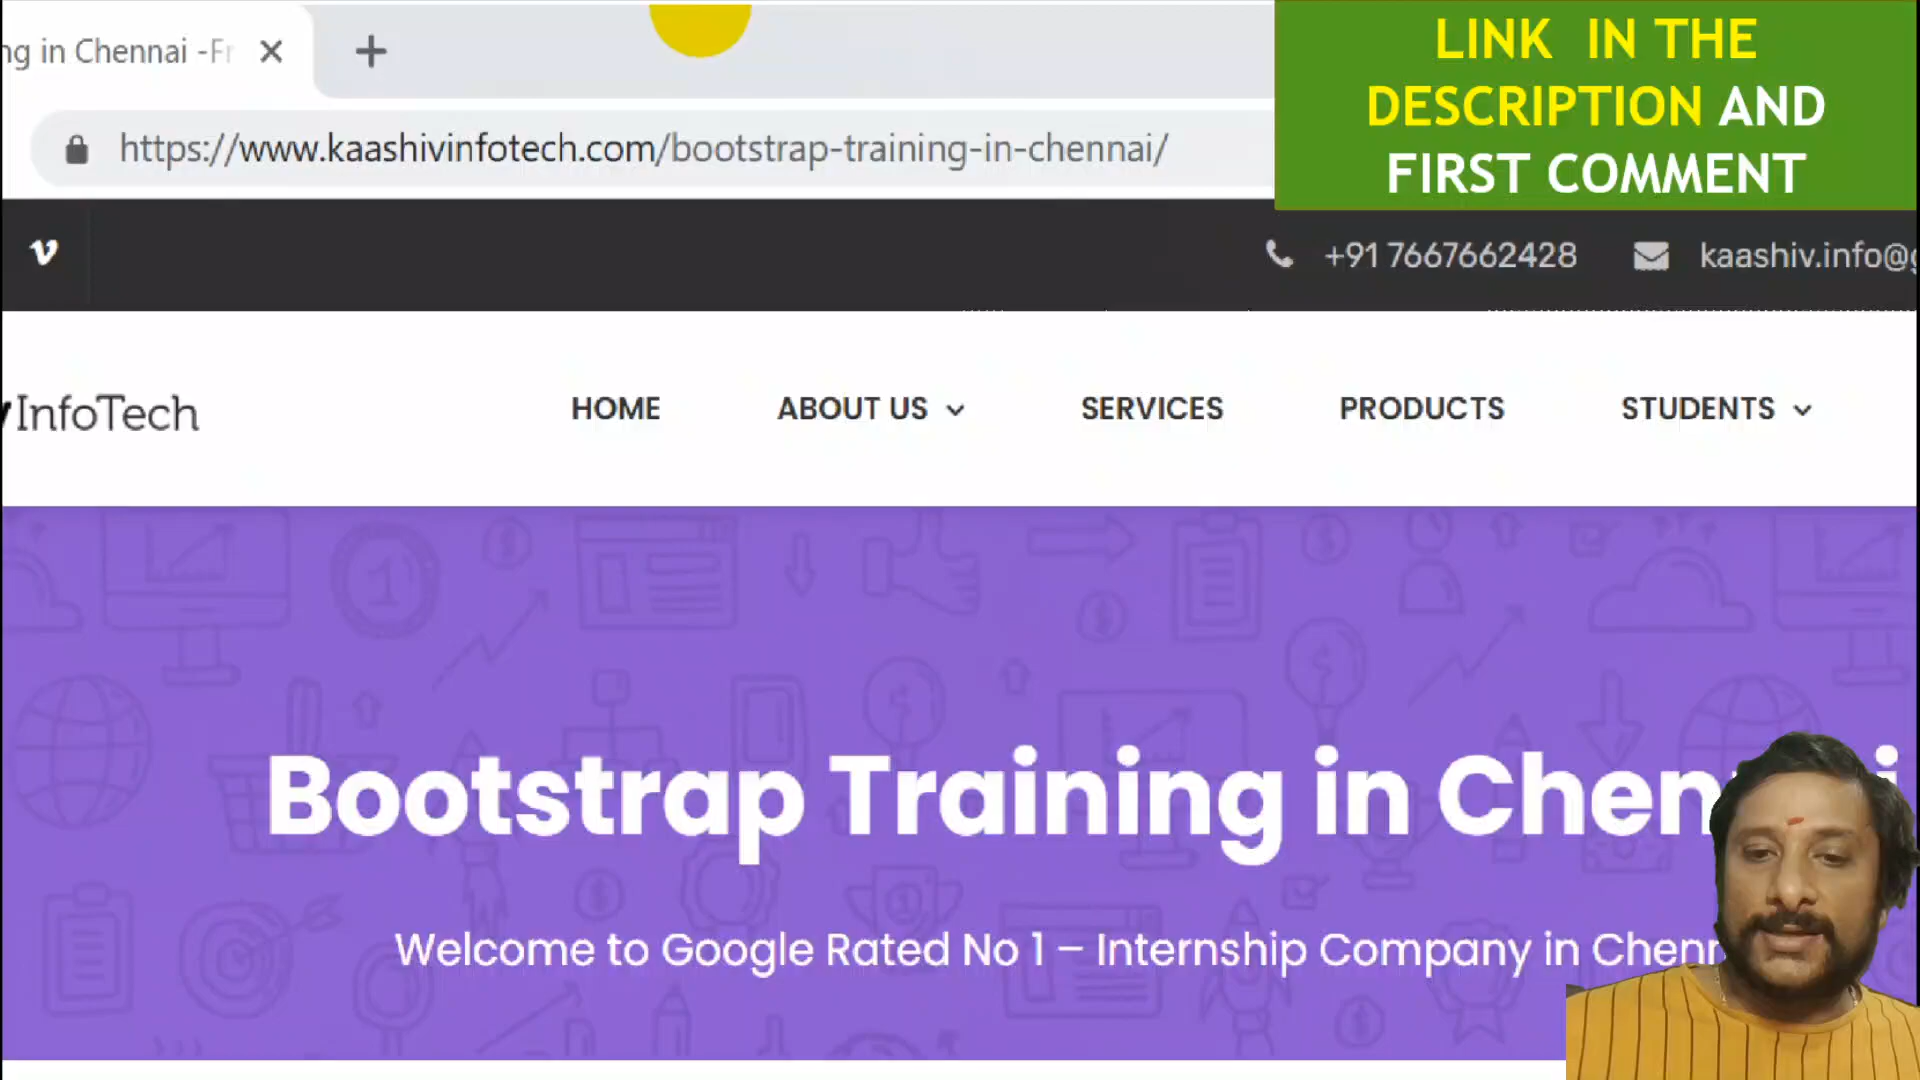 ng in Chennai -Fr
LINK IN THE
DESCRIPTION AND
FIRST COMMENT
https://www.kaashivinfotech.com/bootstrap-training-in-chennai/
+91 7667662428 kaashiv.info@g
InfoTech
HOME ABOUT US SERVICES PRODUCTS STUDENTS
Bootstrap Training in Chen
Welcome to Google Rated No 1 – Internship Company in Chenn